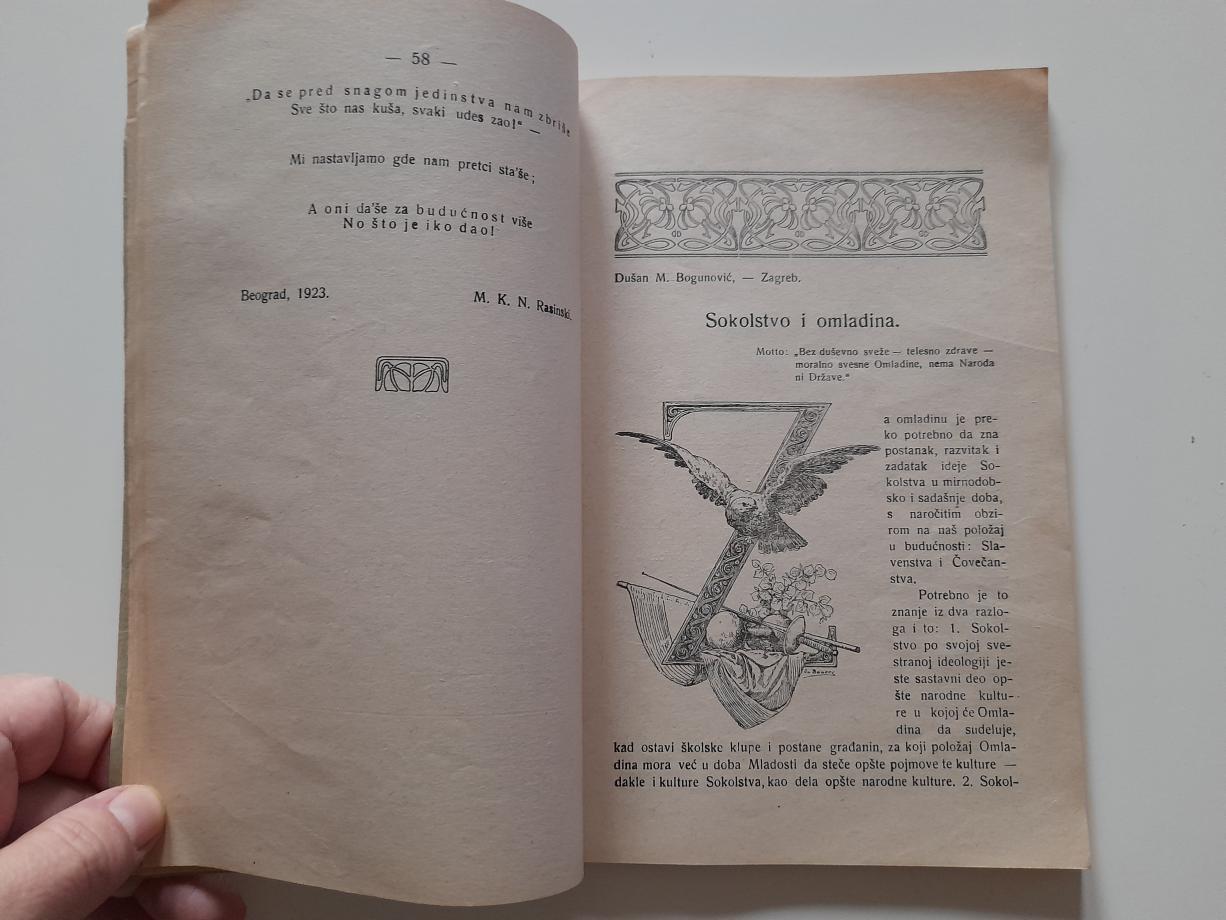 — 58 —
„Da se pred snagom jedinstva nam zbriše
Sve što nas kuša, svaki udes zao!“ —
Mi nastavljamo gde nam pretci sta'še;
A oni da'še za budućnost više
No što je iko dao!
Beograd, 1923.
M. K. N. Rasinski.
Dušan M. Bogunović, — Zagreb.
Sokolstvo i omladina.
Motto: „Bez duševno sveže — telesno zdrave —
moralno svesne Omladine, nema Naroda
ni Države.“
Z
a omladinu je pre-
ko potrebno da zna
postanak, razvitak i
zadatak ideje So-
kolstva u mirnodob-
sko i sadašnje doba,
s naročitim obzi-
rom na naš položaj
u budućnosti: Sla-
venstva i Čovečan-
stva.
Potrebno je to
znanje iz dva razlo-
ga i to: 1. Sokol-
stvo po svojoj sve-
stranoj ideologiji je-
ste sastavni deo op-
šte narodne kultu-
re u kojoj će Omla-
dina da sudeluje,
kad ostavi školske klupe i postane građanin, za koji položaj Omla-
dina mora već u doba Mladosti da steče opšte pojmove te kulture —
dakle i kulture Sokolstva, kao dela opšte narodne kulture. 2. Sokol-